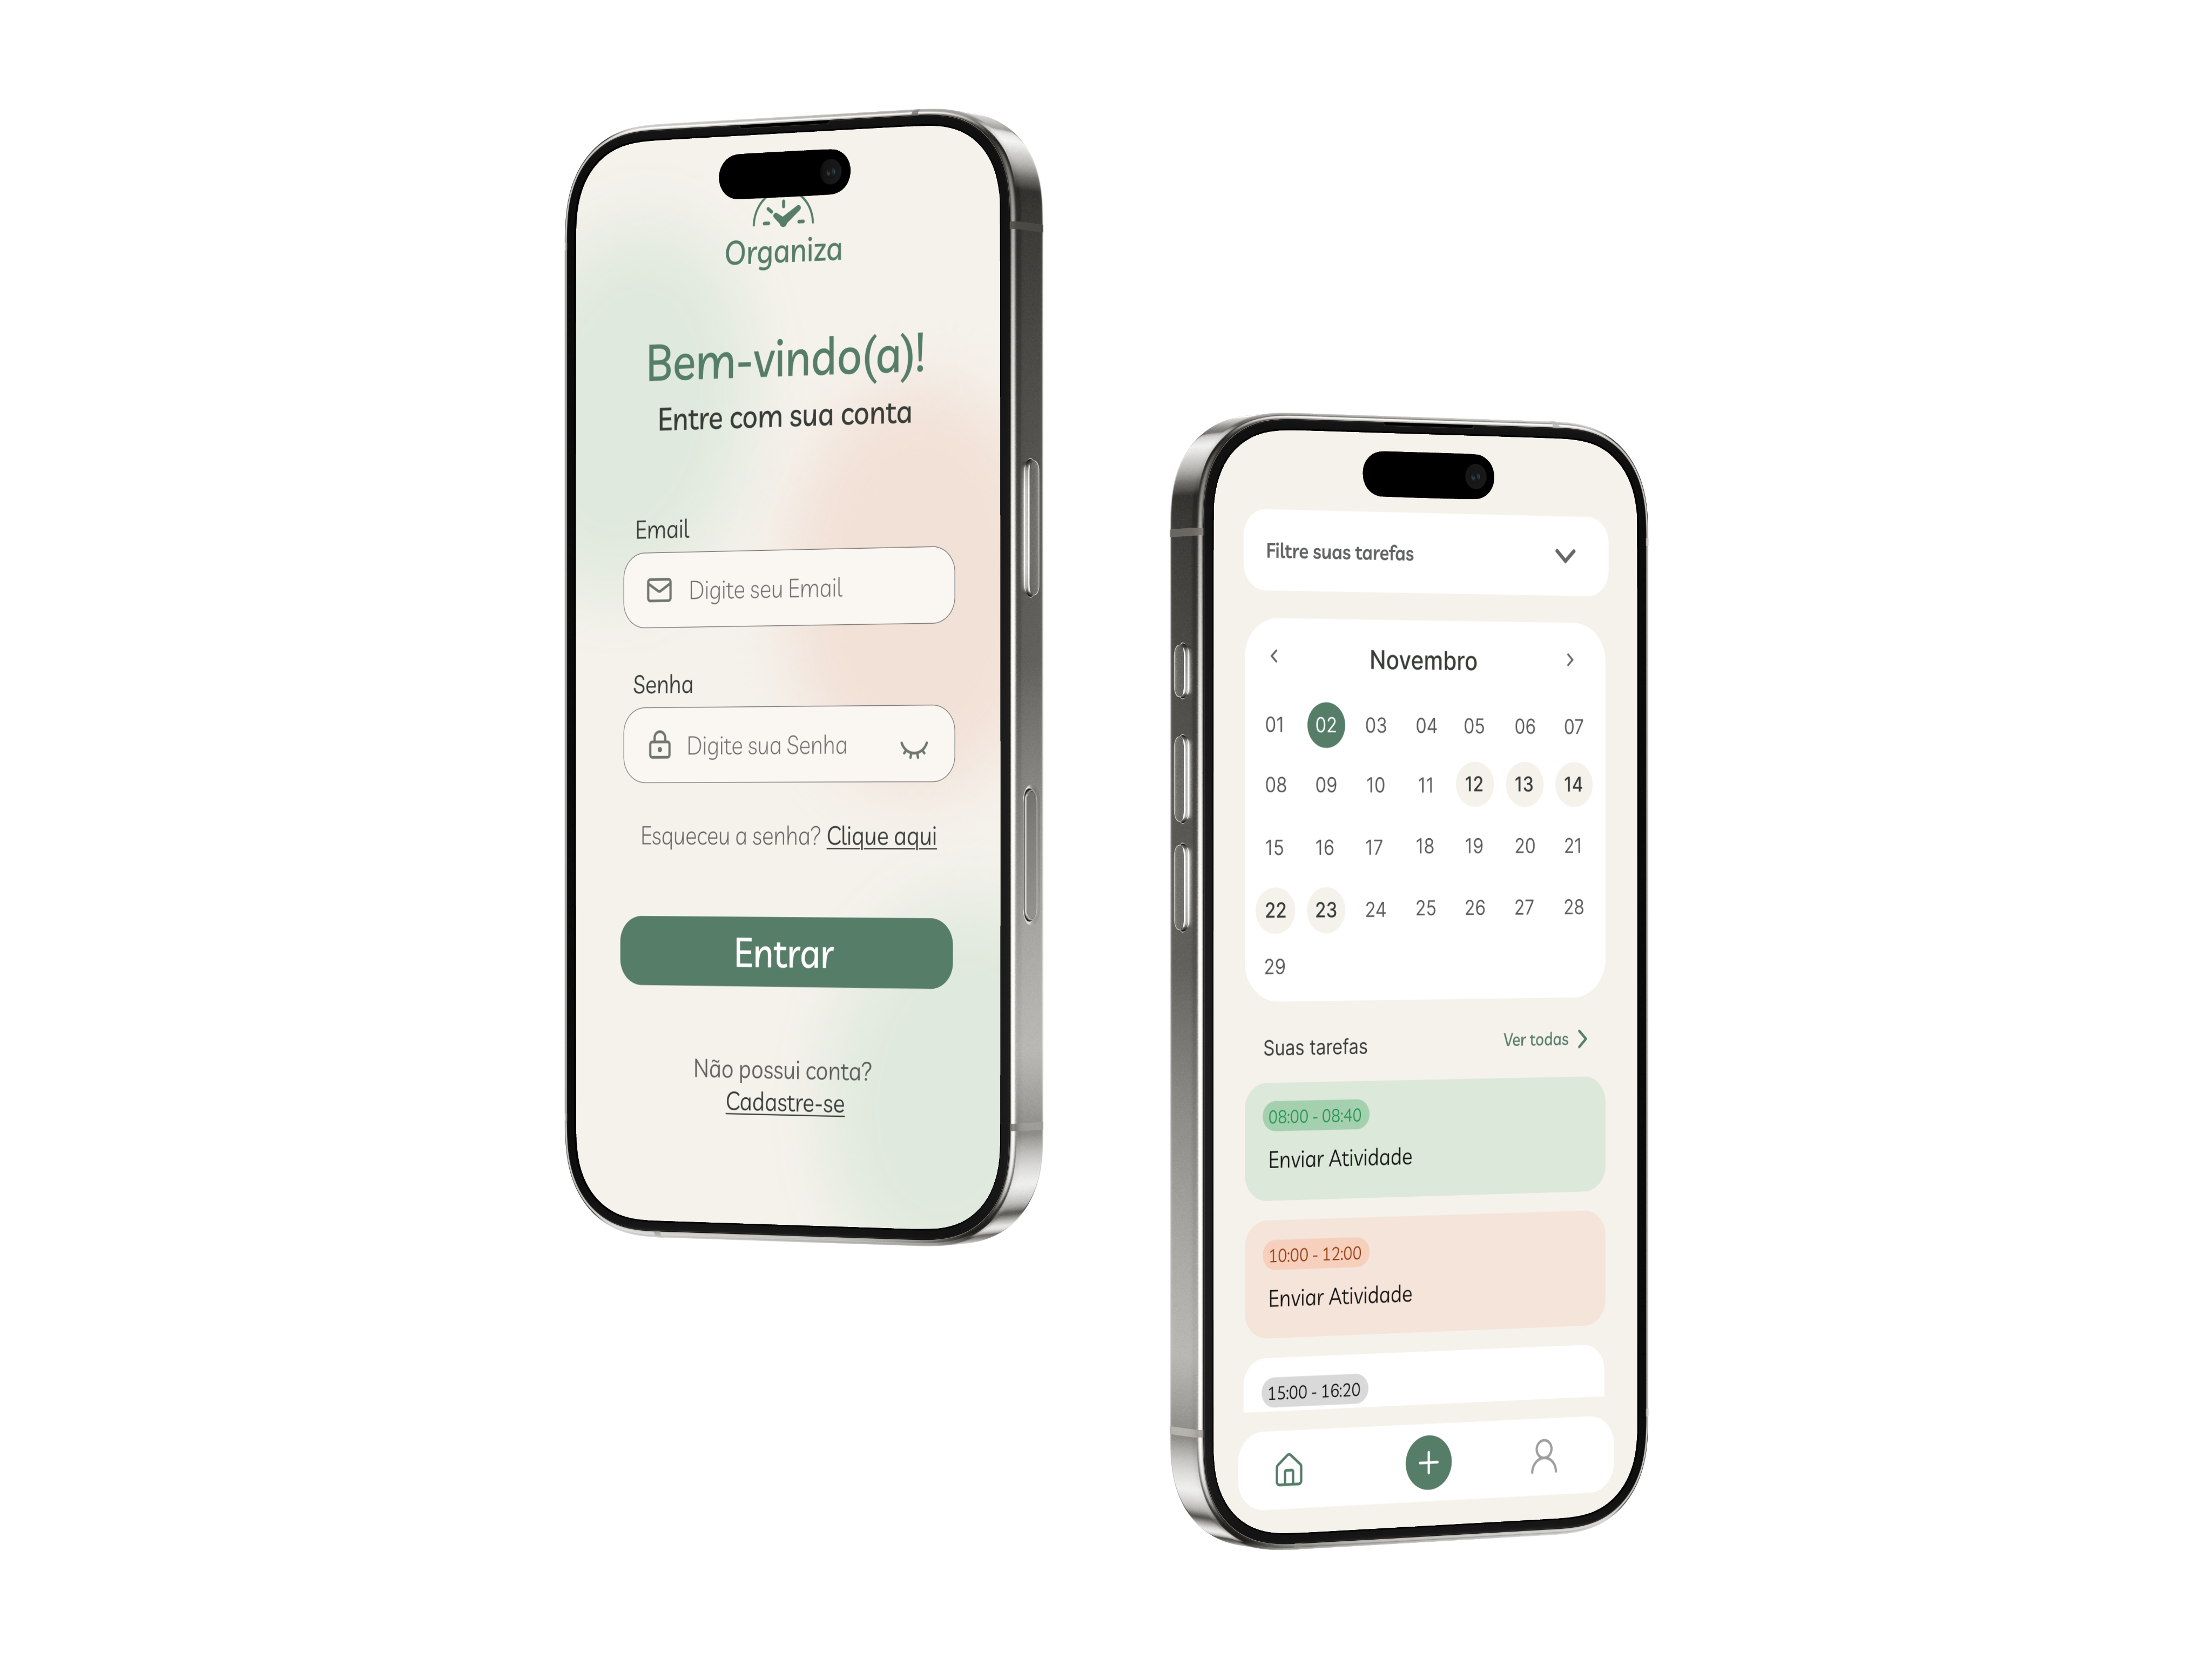 Organiza
Bem-vindo(a)!
Entre com sua conta
Email
Digite seu Email
Senha
Digite sua Senha
Esqueceu a senha? Clique aqui
Entrar
Não possui conta?
Cadastre-se
Filtre suas tarefas
Novembro
01 02 03 04 05 06 07
08 09 10 11 12 13 14
15 16 17 18 19 20 21
22 23 24 25 26 27 28
29
Suas tarefas
Ver todas
08:00 - 08:40
Enviar Atividade
10:00 - 12:00
Enviar Atividade
15:00 - 16:20